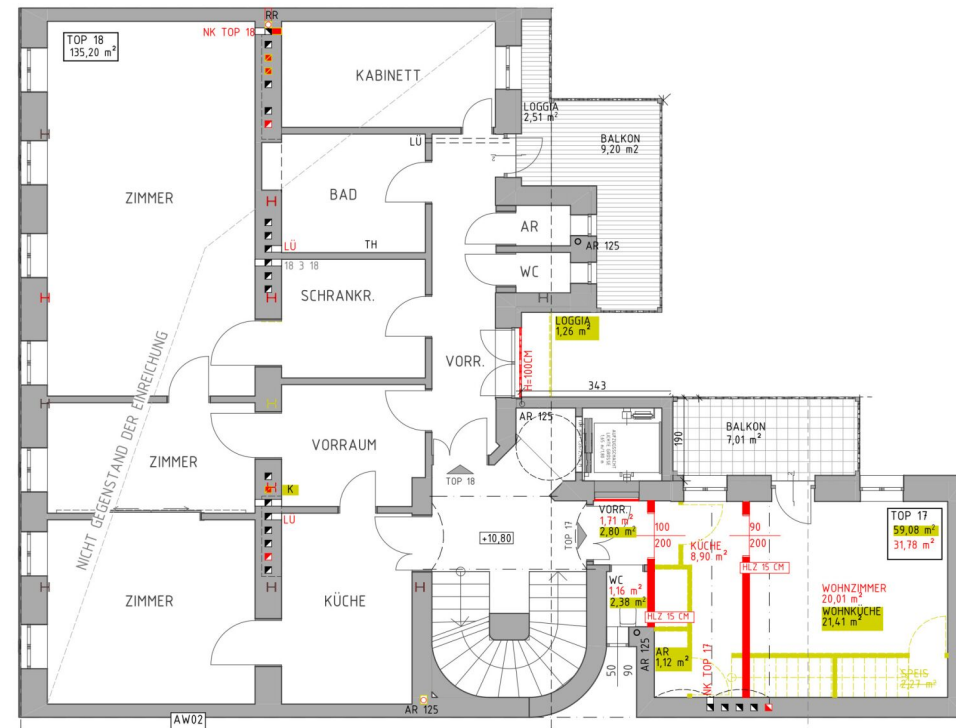 RR
NK TOP 18
TOP 18
135,20 m²
KABINETT
LOGGIA
2,51 m²
BALKON
9,20 m2
LÜ
ZIMMER
BAD
AR
LÜ
TH
AR 125
18 3 18
WC
SCHRANKR.
LOGGIA
1,26 m²
VORR.
H=100CM
343
AR 125
BALKON
7,01 m²
190
NICHT GEGENSTAND DER EINREICHUNG
ZIMMER
VORRAUM
TOP 18
K
LÜ
+10,80
TOP 17
VORR.
1,71 m²
2,80 m²
100
200
KÜCHE
8,90 m²
90
200
TOP 17
59,08 m²
31,78 m²
HLZ 15 CM
WC
1,16 m²
2,38 m²
HLZ 15 CM
WOHNZIMMER
20,01 m²
WOHNKÜCHE
21,41 m²
ZIMMER
KÜCHE
AR
1,12 m²
AR 125
50
90
NK TOP 17
SPEIS
2,27 m²
AR 125
AW02